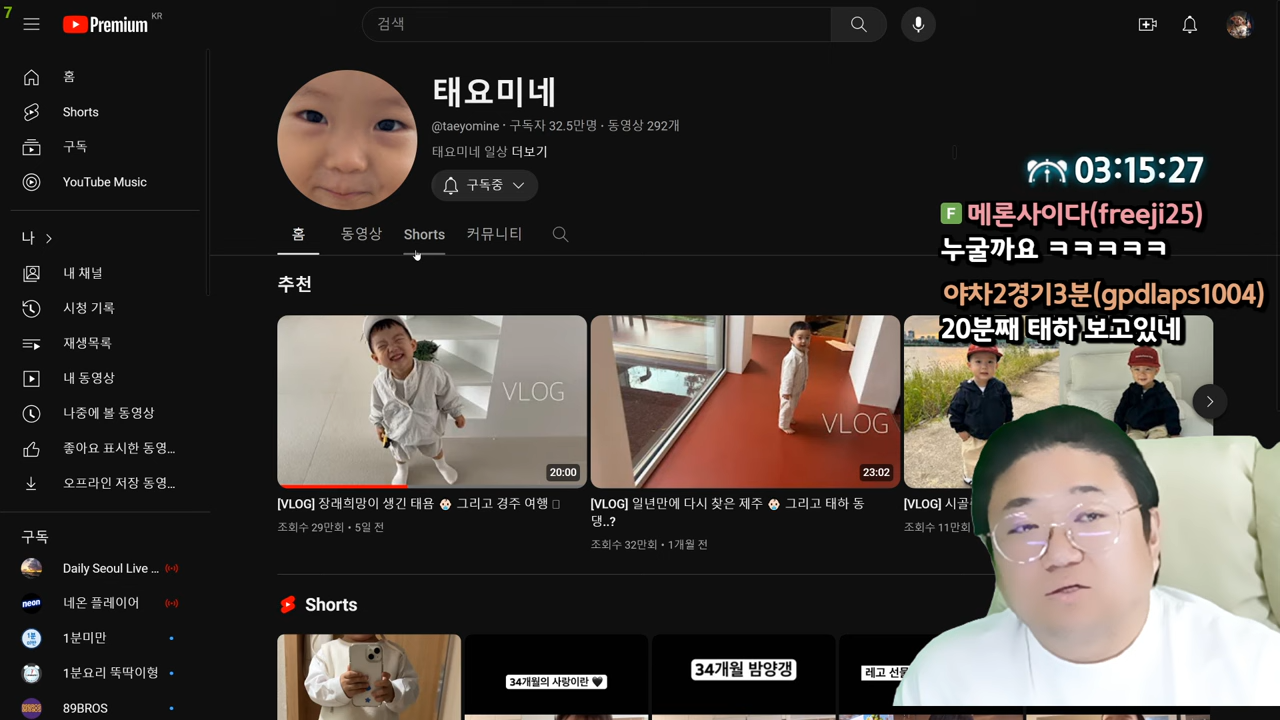 7
Premium KR
검색
홈
Shorts
구독
YouTube Music
나
내 채널
시청 기록
재생목록
내 동영상
나중에 볼 동영상
좋아요 표시한 동영...
오프라인 저장 동영...
구독
Daily Seoul Live ...
neon 네온 플레이어
1분미만
1분요리 뚝딱이형
89BROS
태요미네
@taeyomine · 구독자 32.5만명 · 동영상 292개
태요미네 일상 더보기
구독중
홈 동영상 Shorts 커뮤니티
추천
VLOG
20:00
[VLOG] 장래희망이 생긴 태욤 👶🏻 그리고 경주 여행
조회수 29만회 · 5일 전
VLOG
23:02
[VLOG] 일년만에 다시 찾은 제주 👶🏻 그리고 태하 동
댕..?
조회수 32만회 · 1개월 전
[VLOG] 시골
조회수 11만회
Shorts
34개월의 사랑이란 🖤
34개월 밤양갱
레고 선물
03:15:27
F 메론사이다(freeji25)
누굴까요 ㅋㅋㅋㅋㅋ
야차2경기3분(gpdlaps1004)
20분째 태하 보고있네